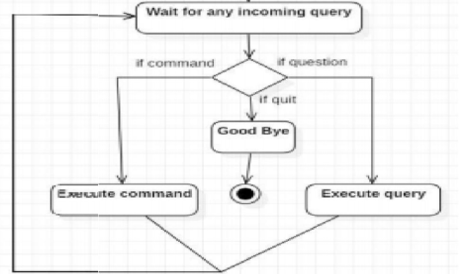 Wait for any incoming query
if command
if question
if quit
Good Bye
Execute command
Execute query